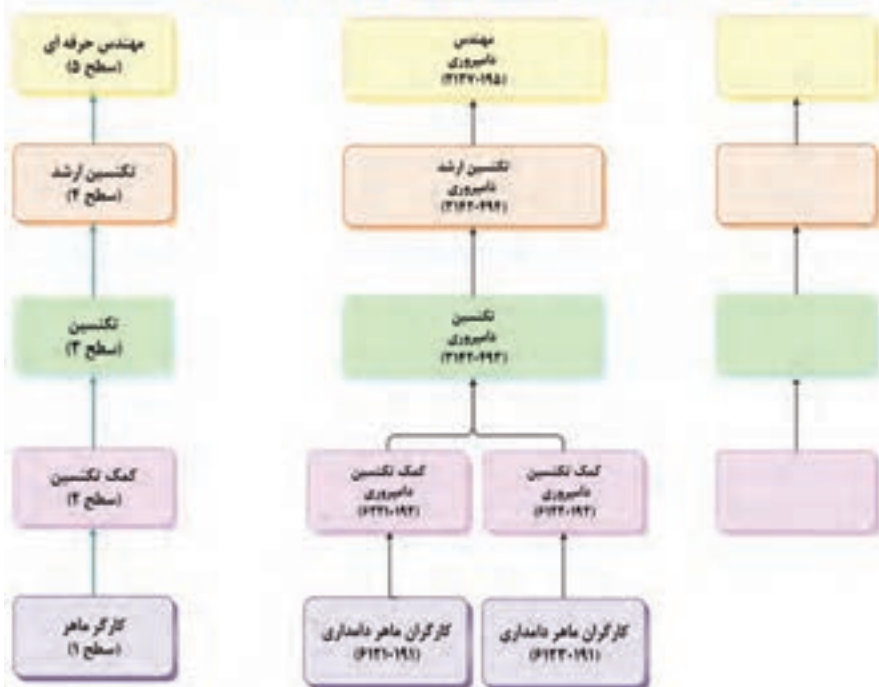 مهندس
دامپروری
مهندس حرفه ای
(سطح ۵)
تکنسین ارشد
دامپروری
تکنسین ارشد
(سطح ۴)
تکنسین
دامپروری
تکنسین
(سطح ۳)
کمک تکنسین
دامپروری
کمک تکنسین
دامپروری
کمک تکنسین
(سطح ۲)
کارگران ماهر دامداری
کارگران ماهر دامداری
(۶۱۲۱-۱۹۱)
کارگر ماهر
(سطح ۱)